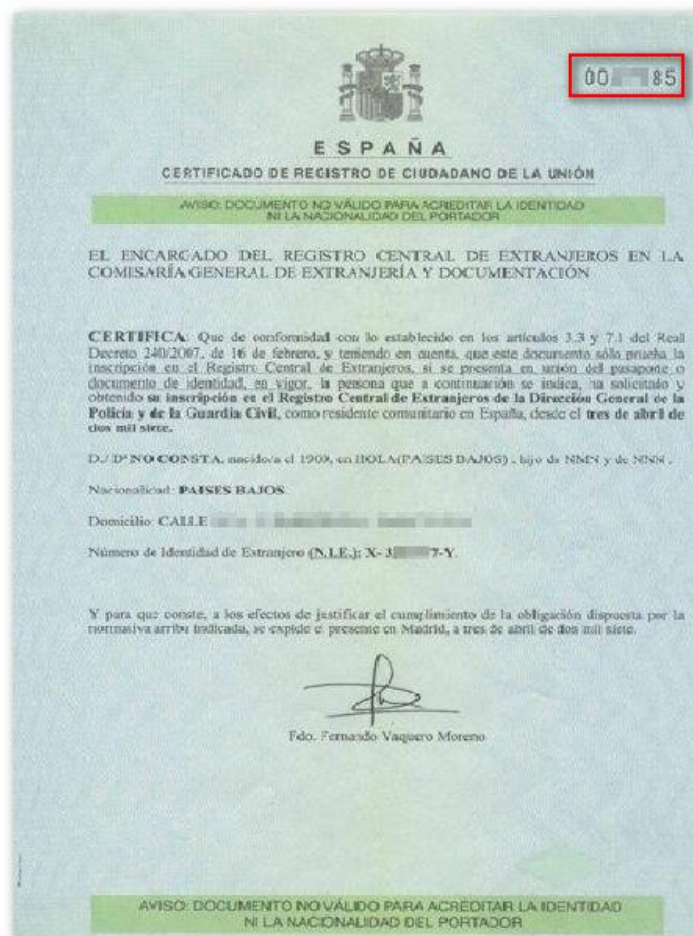 00 85
ESPAÑA
CERTIFICADO DE REGISTRO DE CIUDADANO DE LA UNIÓN
AVISO: DOCUMENTO NO VÁLIDO PARA ACREDITAR LA IDENTIDAD
NI LA NACIONALIDAD DEL PORTADOR
EL ENCARGADO DEL REGISTRO CENTRAL DE EXTRANJEROS EN LA
COMISARÍA GENERAL DE EXTRANJERÍA Y DOCUMENTACIÓN
CERTIFICA: Que de conformidad con lo establecido en los artículos 3.3 y 7.1 del Real
Decreto 240/2007, de 16 de febrero, y teniendo en cuenta, que este documento sólo prueba la
inscripción en el Registro Central de Extranjeros, si se presenta en unión del pasaporte o
documento de identidad, en vigor, la persona que a continuación se indica, ha solicitado y
obtenido su inscripción en el Registro Central de Extranjeros de la Dirección General de la
Policía y de la Guardia Civil, como residente comunitario en España, desde el tres de abril de
dos mil siete.
D./ Dª NO CONSTA, nacido/a el 1909, en HOLA(PAISES BAJOS) , hijo de NMN y de NNN .
Nacionalidad: PAISES BAJOS
Domicilio: CALLE
Número de Identidad de Extranjero (N.I.E.): X- 3 7-Y.
Y para que conste, a los efectos de justificar el cumplimiento de la obligación dispuesta por la
normativa arriba indicada, se expide el presente en Madrid, a tres de abril de dos mil siete.
Fdo. Fernando Vaquero Moreno
AVISO: DOCUMENTO NO VÁLIDO PARA ACREDITAR LA IDENTIDAD
NI LA NACIONALIDAD DEL PORTADOR